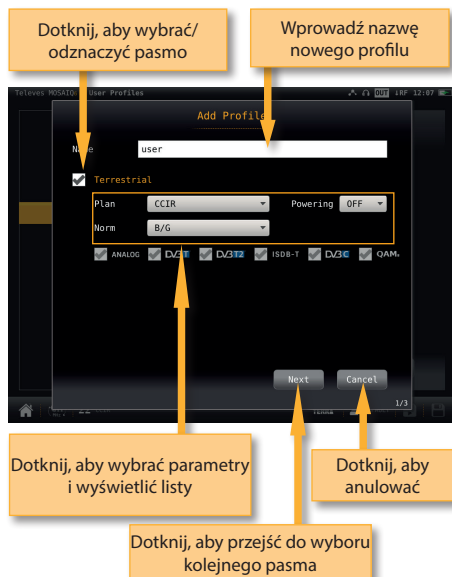 Dotknij, aby wybrać/
odznaczyć pasmo
Wprowadź nazwę
nowego profilu
Televes MOSAIQ6 User Profiles
OUT ↓RF 12:07
Add Profile
Name
user
Terrestrial
Plan
CCIR
Powering
OFF
Norm
B/G
ANALOG
DVB T
DVB T2
ISDB-T
DVB C
QAM
Next
Cancel
1/3
Dotknij, aby wybrać parametry
i wyświetlić listy
Dotknij, aby
anulować
Dotknij, aby przejść do wyboru
kolejnego pasma